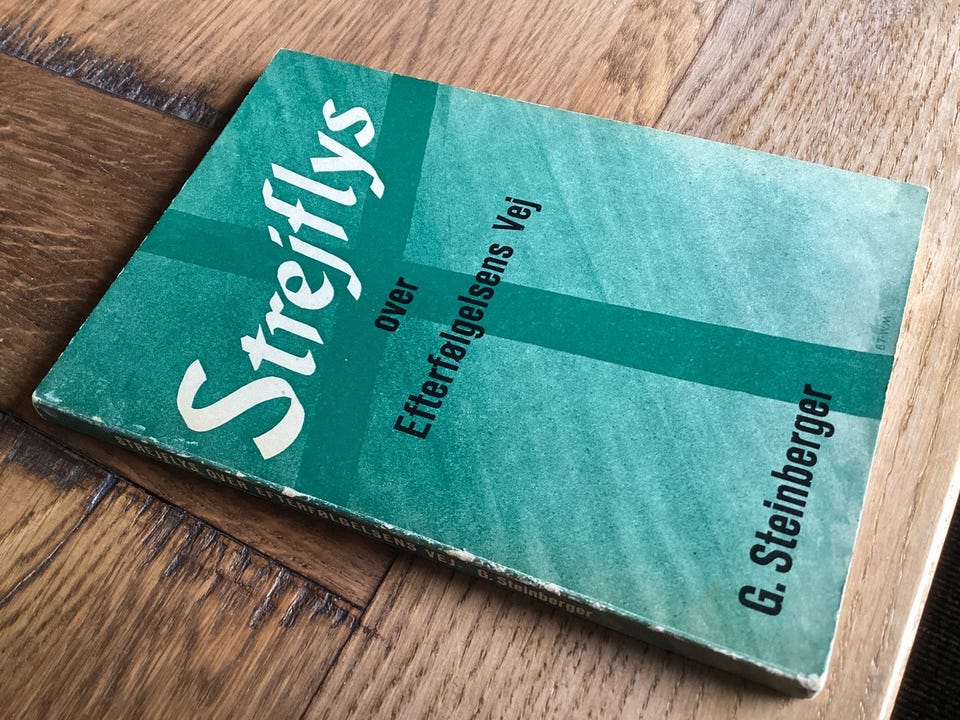 Strejflys
over
Efterfølgelsens Vej
G. Steinberger
STREJFLYS OVER EFTERFØLGELSENS VEJ - G. Steinberger